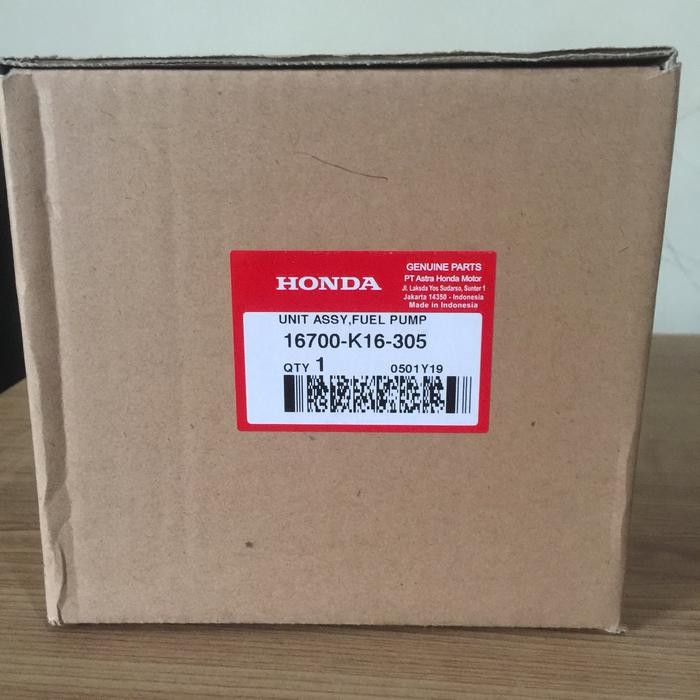 HONDA
GENUINE PARTS
PT Astra Honda Motor
Jl. Laksda Yos Sudarso, Sunter 1
Jakarta 14350 - Indonesia
Made in Indonesia
UNIT ASSY,FUEL PUMP
16700-K16-305
QTY 1 0501Y19